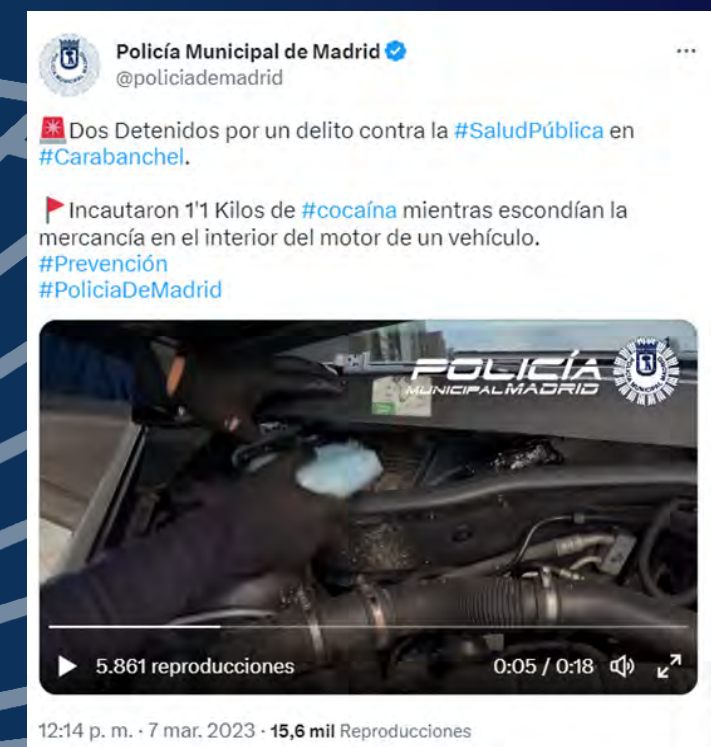 Policía Municipal de Madrid
@policiademadrid
Dos Detenidos por un delito contra la #SaludPública en
#Carabanchel.
Incautaron 1'1 Kilos de #cocaína mientras escondían la
mercancía en el interior del motor de un vehículo.
#Prevención
#PoliciaDeMadrid
POLICÍA
MUNICIPALMADRID
5.861 reproducciones
0:05 / 0:18
12:14 p. m. · 7 mar. 2023 · 15,6 mil Reproducciones